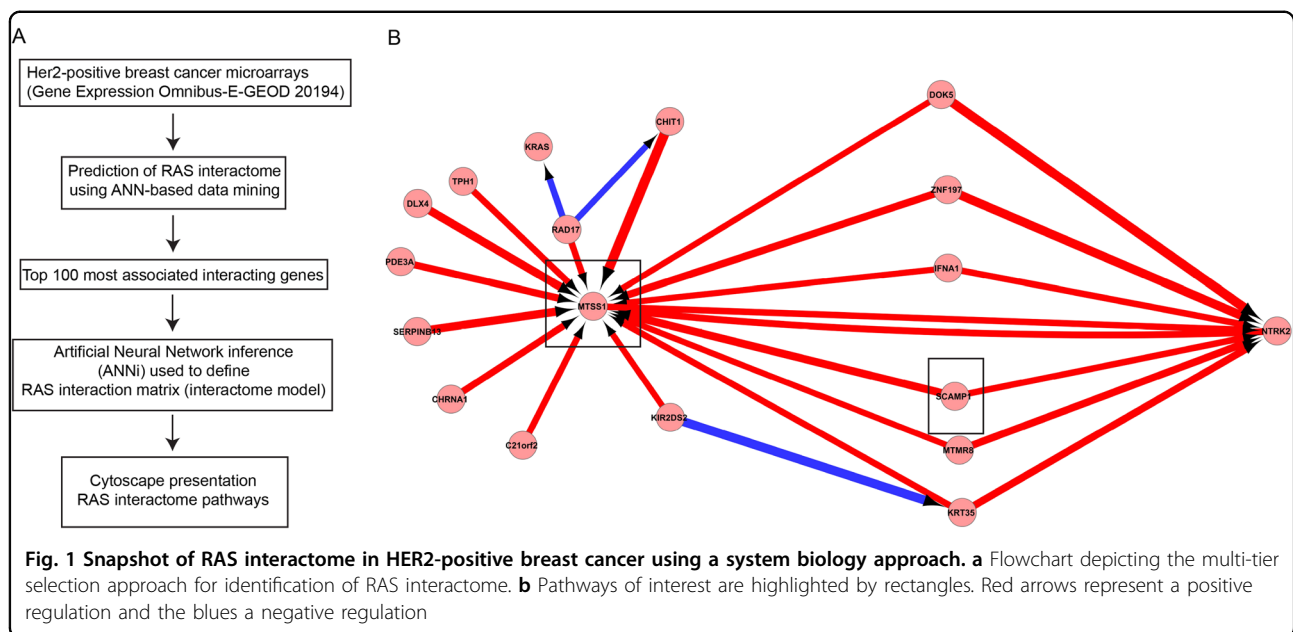 A
Her2-positive breast cancer microarrays
(Gene Expression Omnibus-E-GEOD 20194)
Prediction of RAS interactome
using ANN-based data mining
Top 100 most associated interacting genes
Artificial Neural Network inference
(ANNi) used to define
RAS interaction matrix (interactome model)
Cytoscape presentation
RAS interactome pathways
B
DOK5
CHIT1
KRAS
TPH1
ZNF197
DLX4
RAD17
PDE3A
IFNA1
MTSS1
SERPINB13
NTRK2
SCAMP1
CHRNA1
KIR2DS2
C21orf2
MTMR8
KRT35
Fig. 1 Snapshot of RAS interactome in HER2-positive breast cancer using a system biology approach. a Flowchart depicting the multi-tier
selection approach for identification of RAS interactome. b Pathways of interest are highlighted by rectangles. Red arrows represent a positive
regulation and the blues a negative regulation